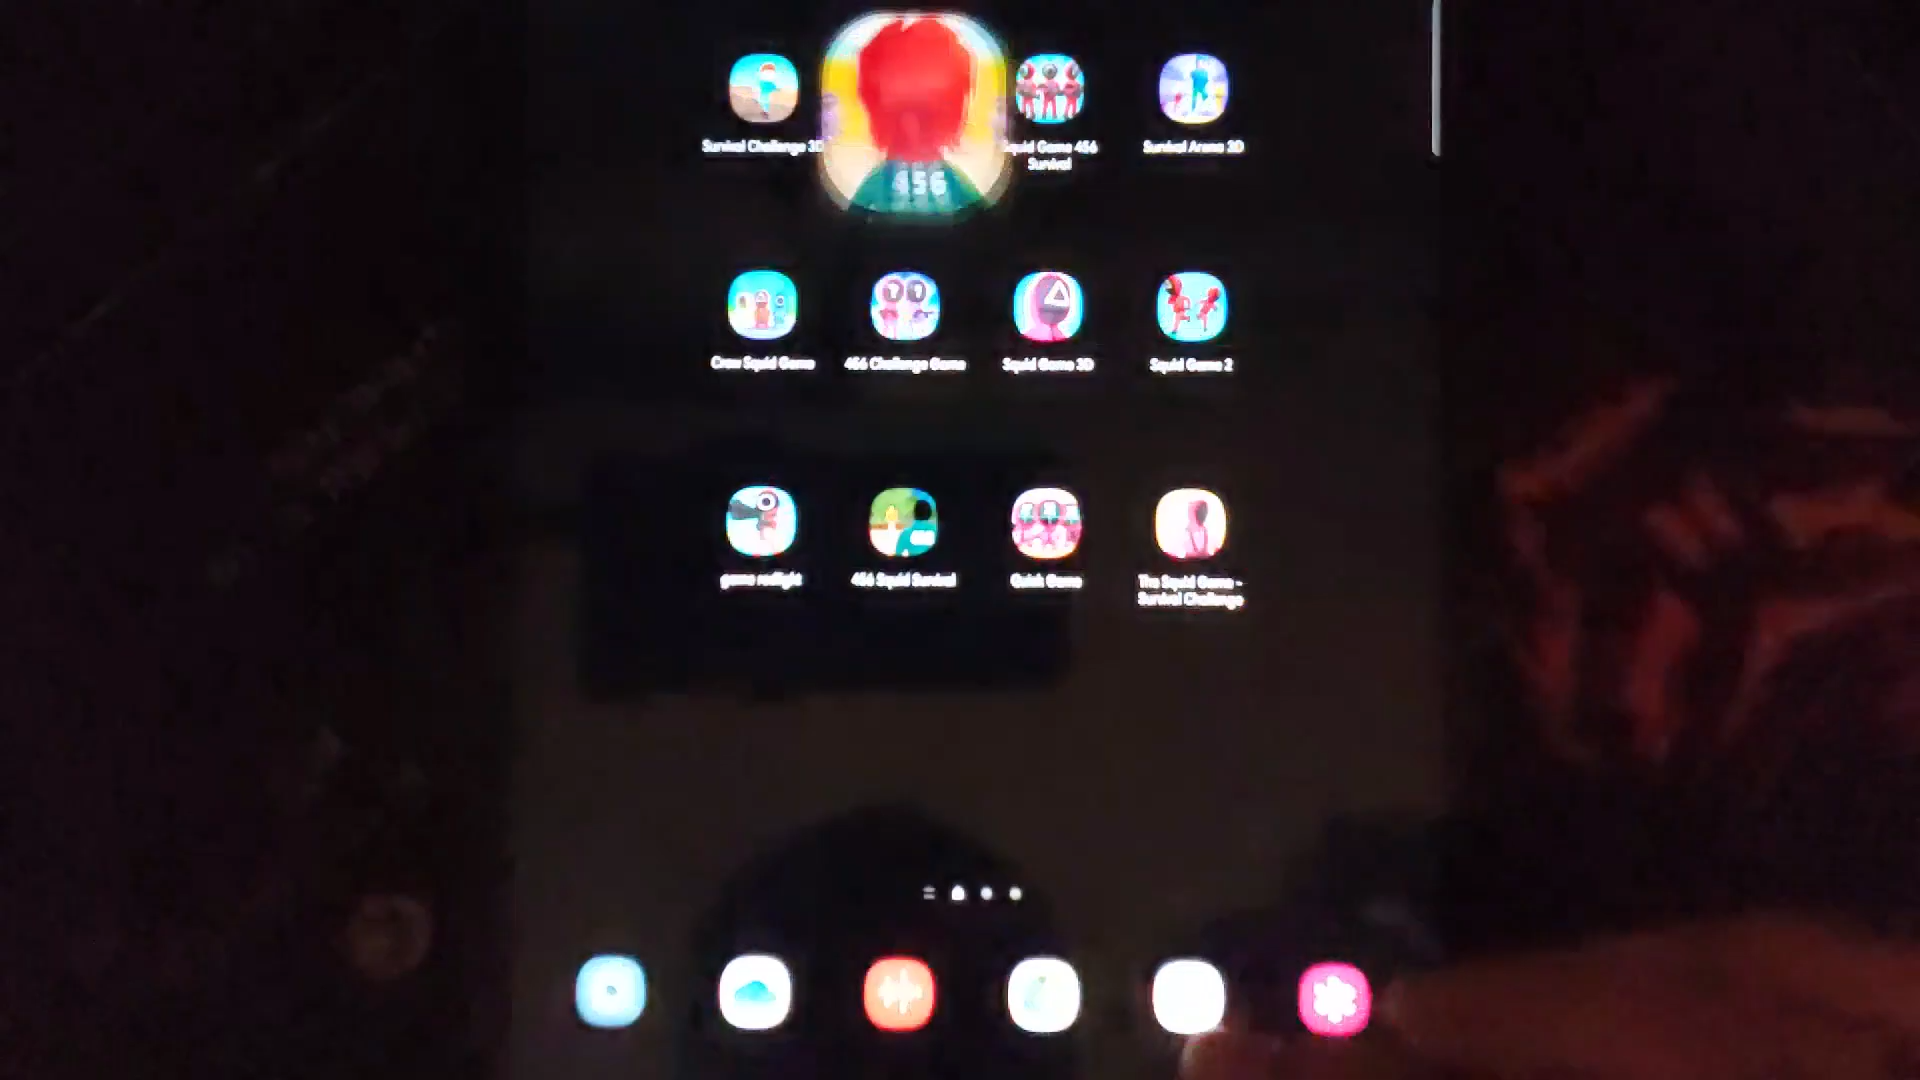 Survival Challenge 3D
456
Squid Game 456
Survival
Survival Arena 3D
Crew Squid Game
456 Challenge Game
Squid Game 3D
Squid Game 2
game redlight
456 Squid Survival
Quick Game
The Squid Game -
Survival Challenge